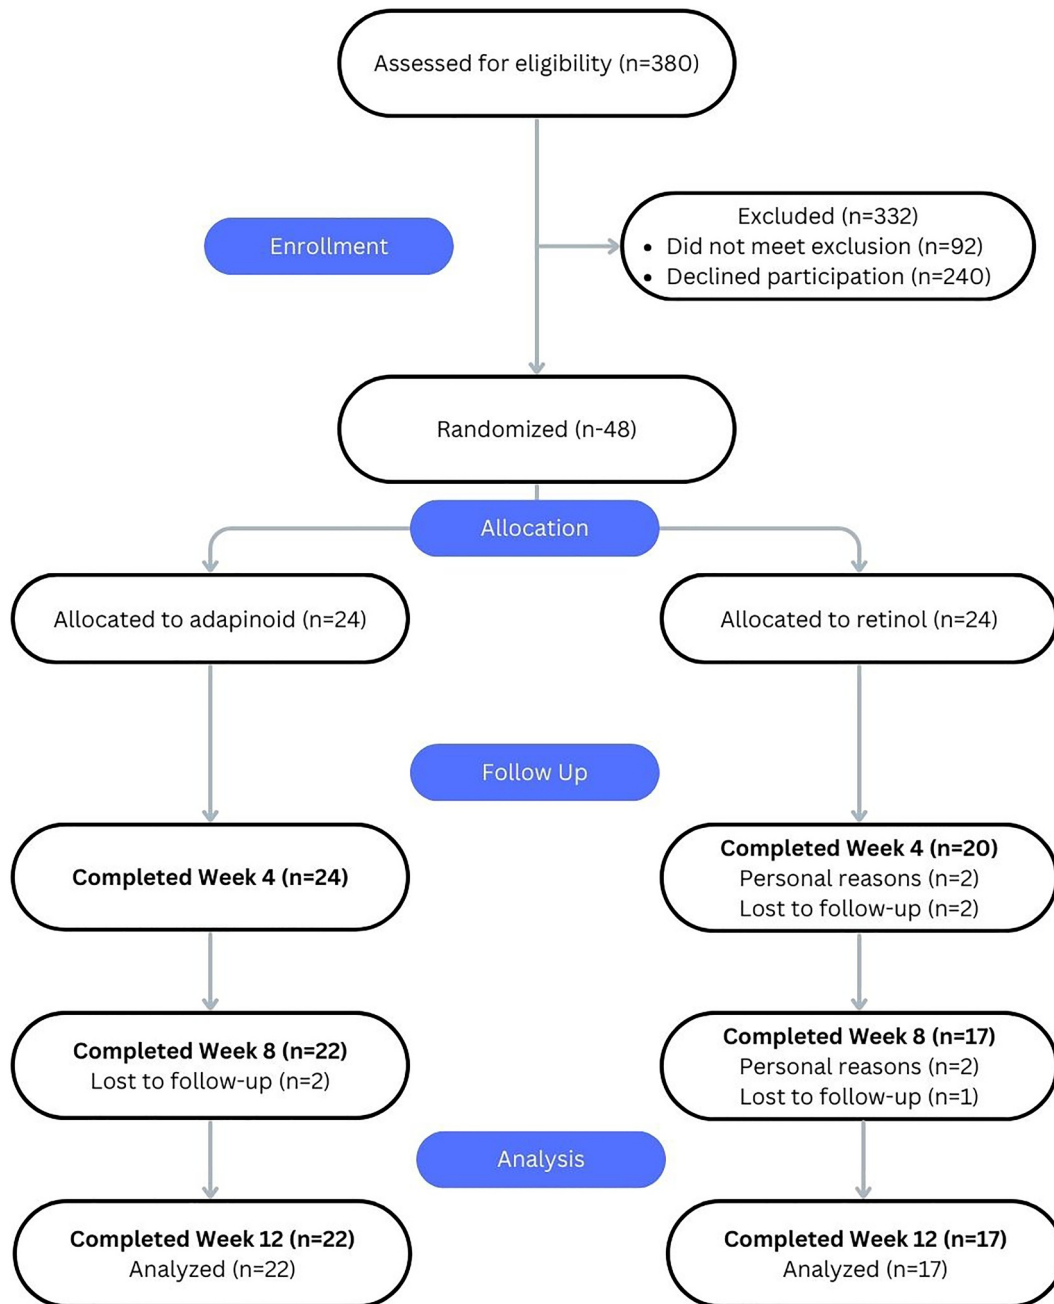 Assessed for eligibility (n=380)
Enrollment
Excluded (n=332)
• Did not meet exclusion (n=92)
• Declined participation (n=240)
Randomized (n-48)
Allocation
Allocated to adapinoid (n=24)
Allocated to retinol (n=24)
Follow Up
Completed Week 4 (n=24)
Completed Week 4 (n=20)
Personal reasons (n=2)
Lost to follow-up (n=2)
Completed Week 8 (n=22)
Lost to follow-up (n=2)
Completed Week 8 (n=17)
Personal reasons (n=2)
Lost to follow-up (n=1)
Analysis
Completed Week 12 (n=22)
Analyzed (n=22)
Completed Week 12 (n=17)
Analyzed (n=17)